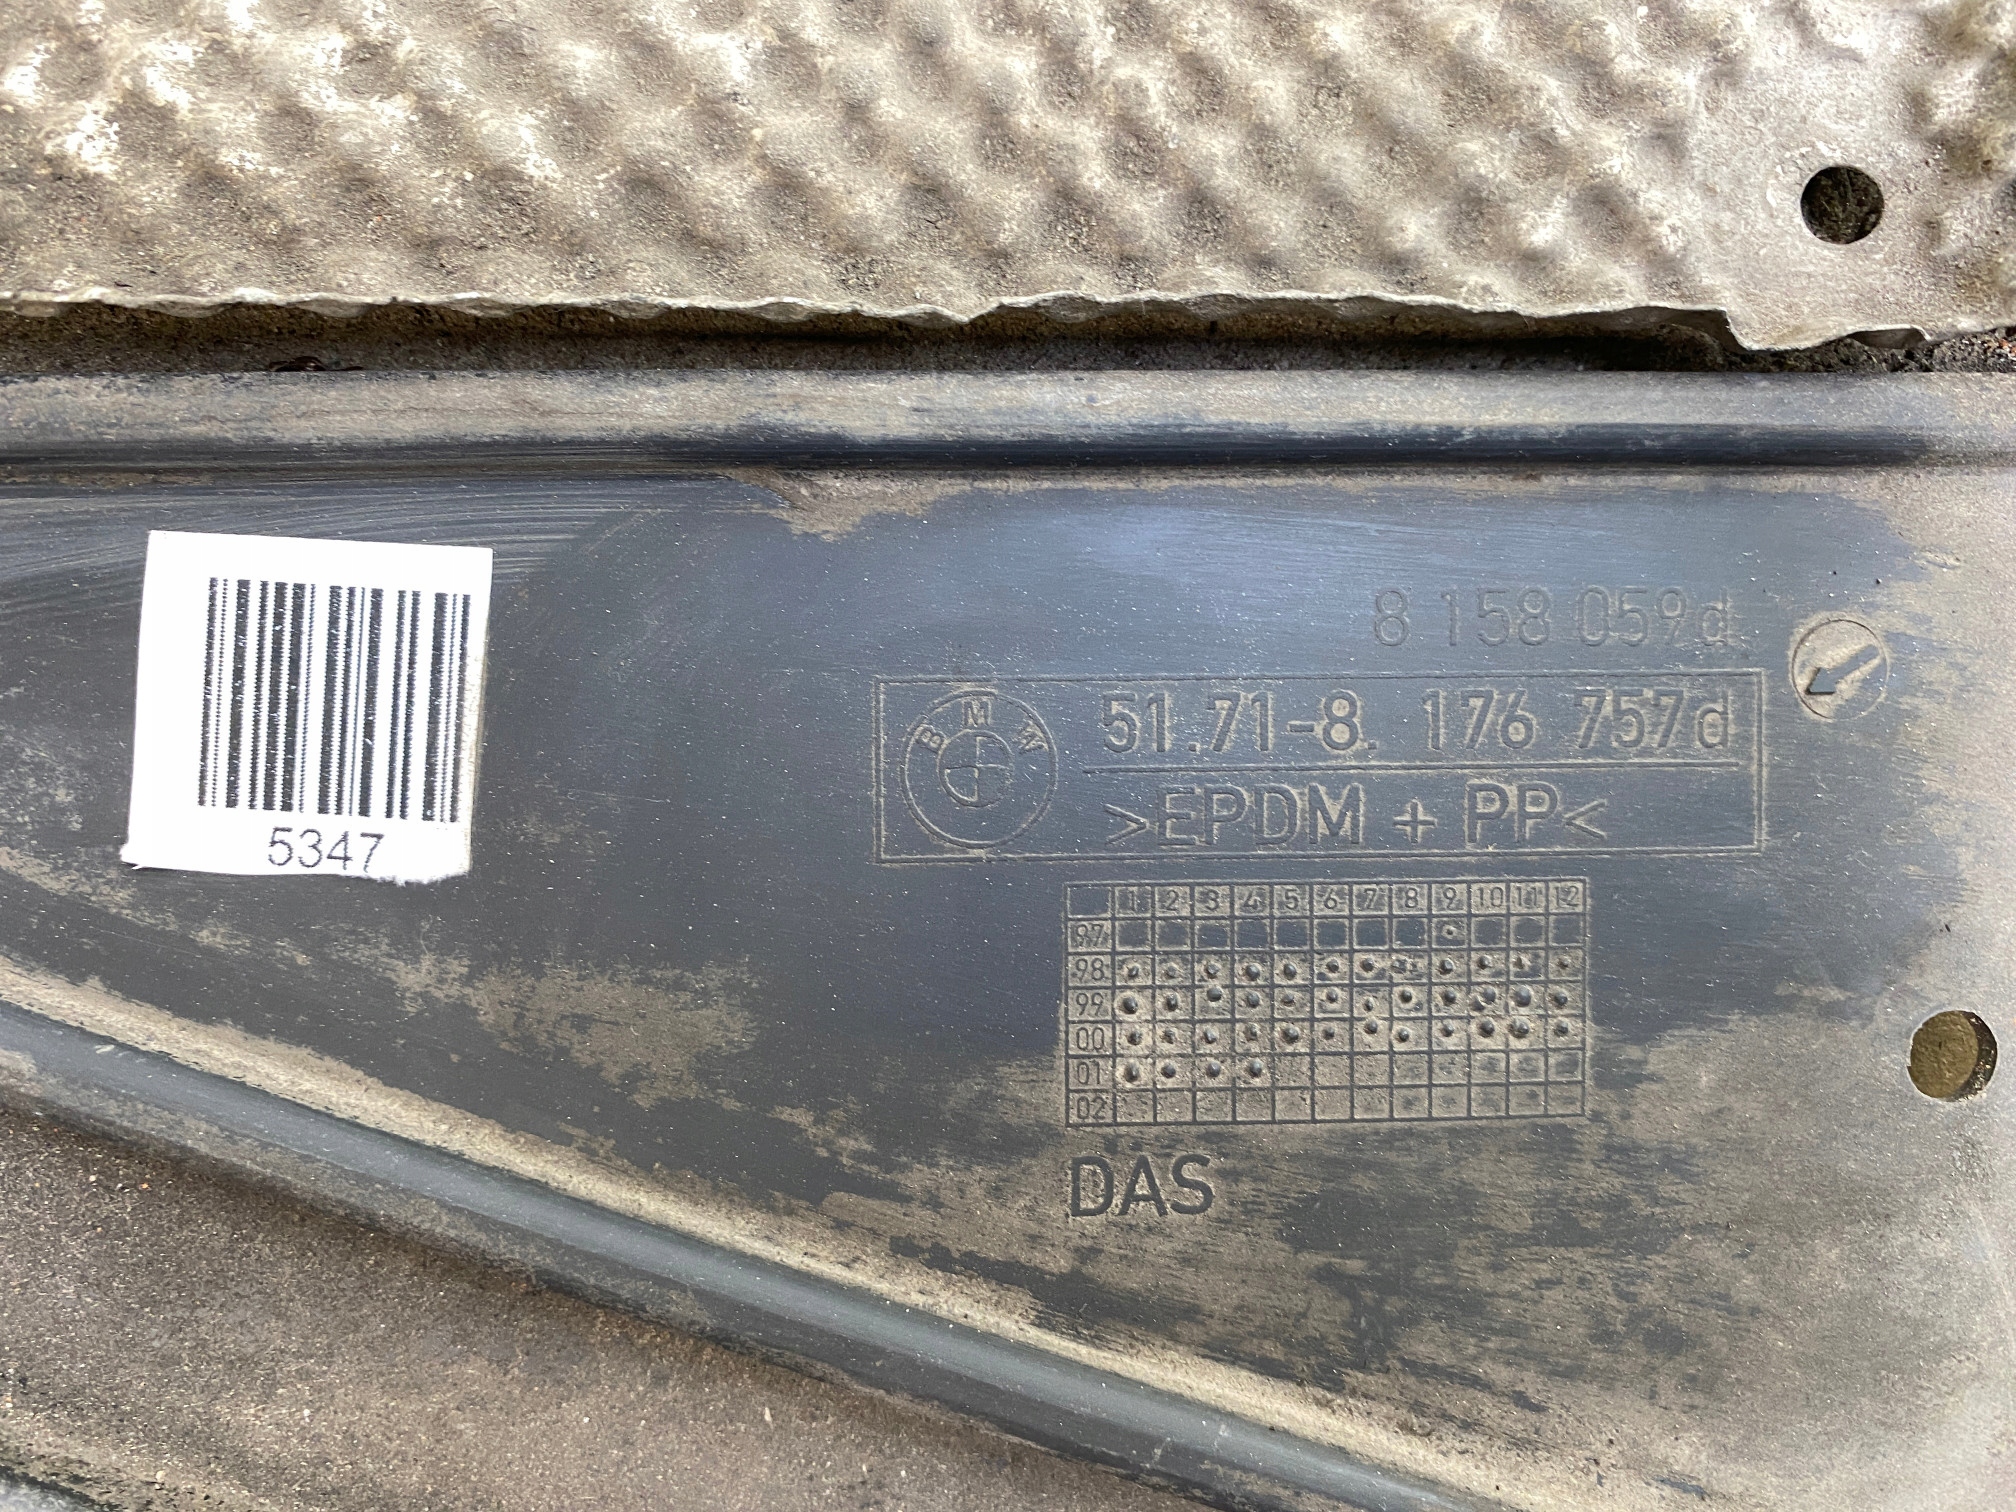 8 158 059d
BMW
51.71-8. 176 757d
>EPDM + PP<
5347
1 2 3 4 5 6 7 8 9 10 11 12
97
98
99
00
01
02
DAS